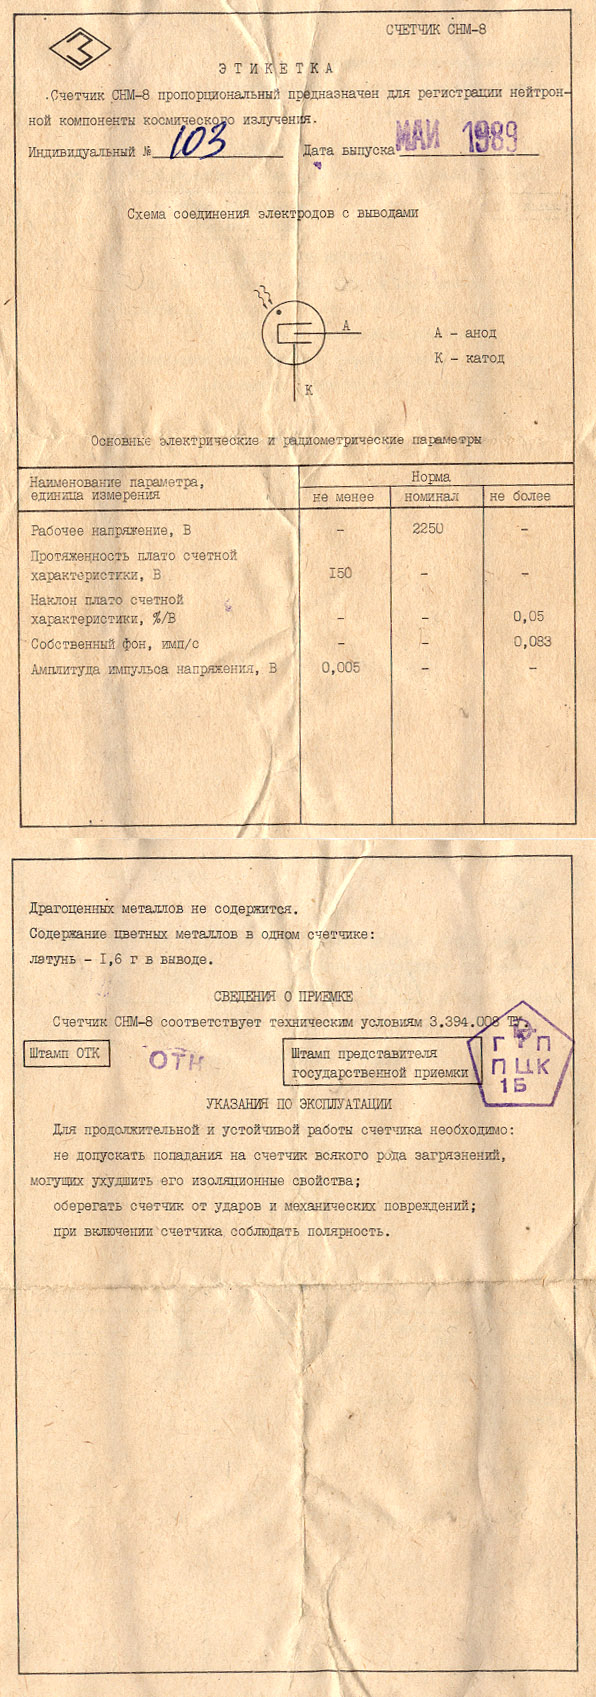 СЧЕТЧИК СНМ-8
ЭТИКЕТКА
Счетчик СНМ-8 пропорциональный предназначен для регистрации нейтрон-
ной компоненты космического излучения.
Индивидуальный № 103 Дата выпуска МАЙ 1989
Схема соединения электродов с выводами
А
К
А - анод
К - катод
Основные электрические и радиометрические параметры
Наименование параметра, единица измерения
Норма
не менее номинал не более
Рабочее напряжение, В - 2250 -
Протяженность плато счетной
характеристики, В 150 - -
Наклон плато счетной
характеристики, %/В - - 0,05
Собственный фон, имп/с - - 0,083
Амплитуда импульса напряжения, В 0,005 - -
Драгоценных металлов не содержится.
Содержание цветных металлов в одном счетчике:
латунь - 1,6 г в выводе.
СВЕДЕНИЯ О ПРИЕМКЕ
Счетчик СНМ-8 соответствует техническим условиям 3.394.008 ТУ.
Штамп ОТК
ОТК
Штамп представителя
государственной приемки
Г П
П Ц К
1Б
УКАЗАНИЯ ПО ЭКСПЛУАТАЦИИ
Для продолжительной и устойчивой работы счетчика необходимо:
не допускать попадания на счетчик всякого рода загрязнений,
могущих ухудшить его изоляционные свойства;
оберегать счетчик от ударов и механических повреждений;
при включении счетчика соблюдать полярность.